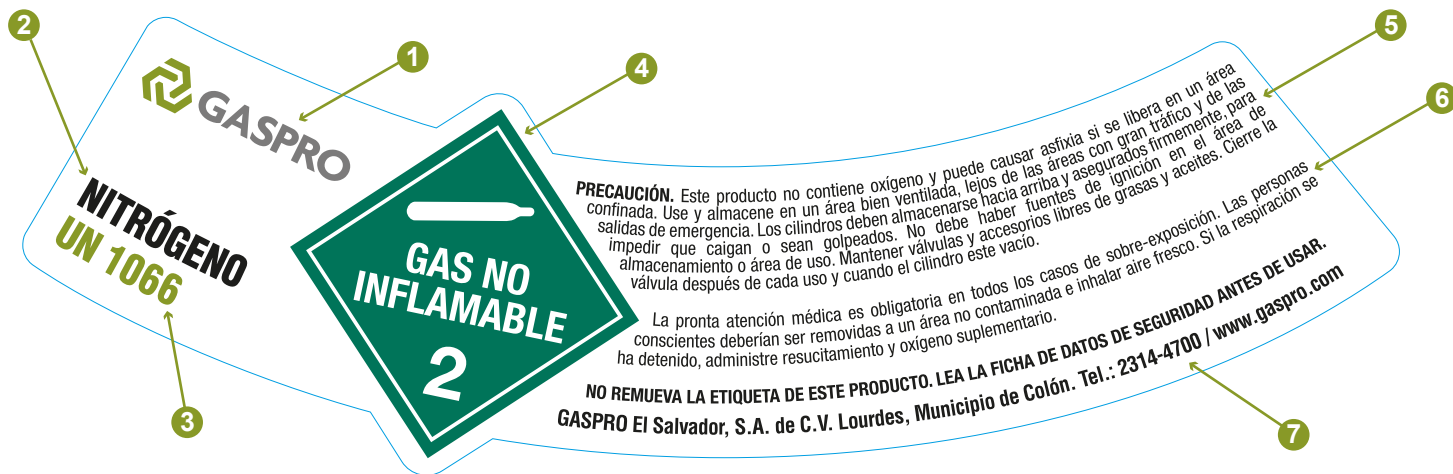 2
1
4
5
6
GASPRO
NITRÓGENO
UN 1066
3
GAS NO
INFLAMABLE
2
PRECAUCIÓN. Este producto no contiene oxígeno y puede causar asfixia si se libera en un área
confinada. Use y almacene en un área bien ventilada, lejos de las áreas con gran tráfico y de las
salidas de emergencia. Los cilindros deben almacenarse hacia arriba y asegurados firmemente, para
impedir que caigan o sean golpeados. No debe haber fuentes de ignición en el área de
almacenamiento o área de uso. Mantener válvulas y accesorios libres de grasas y aceites. Cierre la
válvula después de cada uso y cuando el cilindro este vacío.
La pronta atención médica es obligatoria en todos los casos de sobre-exposición. Las personas
conscientes deberían ser removidas a un área no contaminada e inhalar aire fresco. Si la respiración se
ha detenido, administre resucitamiento y oxígeno suplementario.
NO REMUEVA LA ETIQUETA DE ESTE PRODUCTO. LEA LA FICHA DE DATOS DE SEGURIDAD ANTES DE USAR.
GASPRO El Salvador, S.A. de C.V. Lourdes, Municipio de Colón. Tel.: 2314-4700 / www.gaspro.com
7